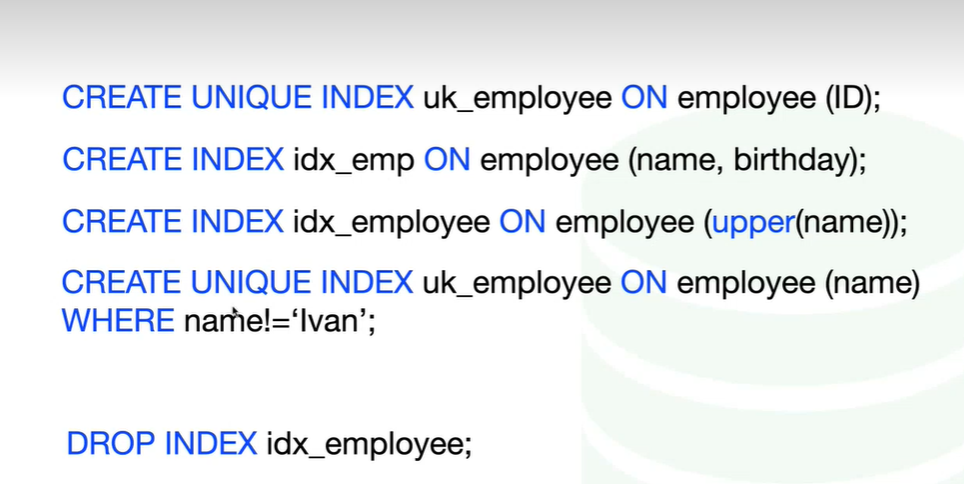 CREATE UNIQUE INDEX uk_employee ON employee (ID);
CREATE INDEX idx_emp ON employee (name, birthday);
CREATE INDEX idx_employee ON employee (upper(name));
CREATE UNIQUE INDEX uk_employee ON employee (name)
WHERE name!=‘Ivan’;
DROP INDEX idx_employee;